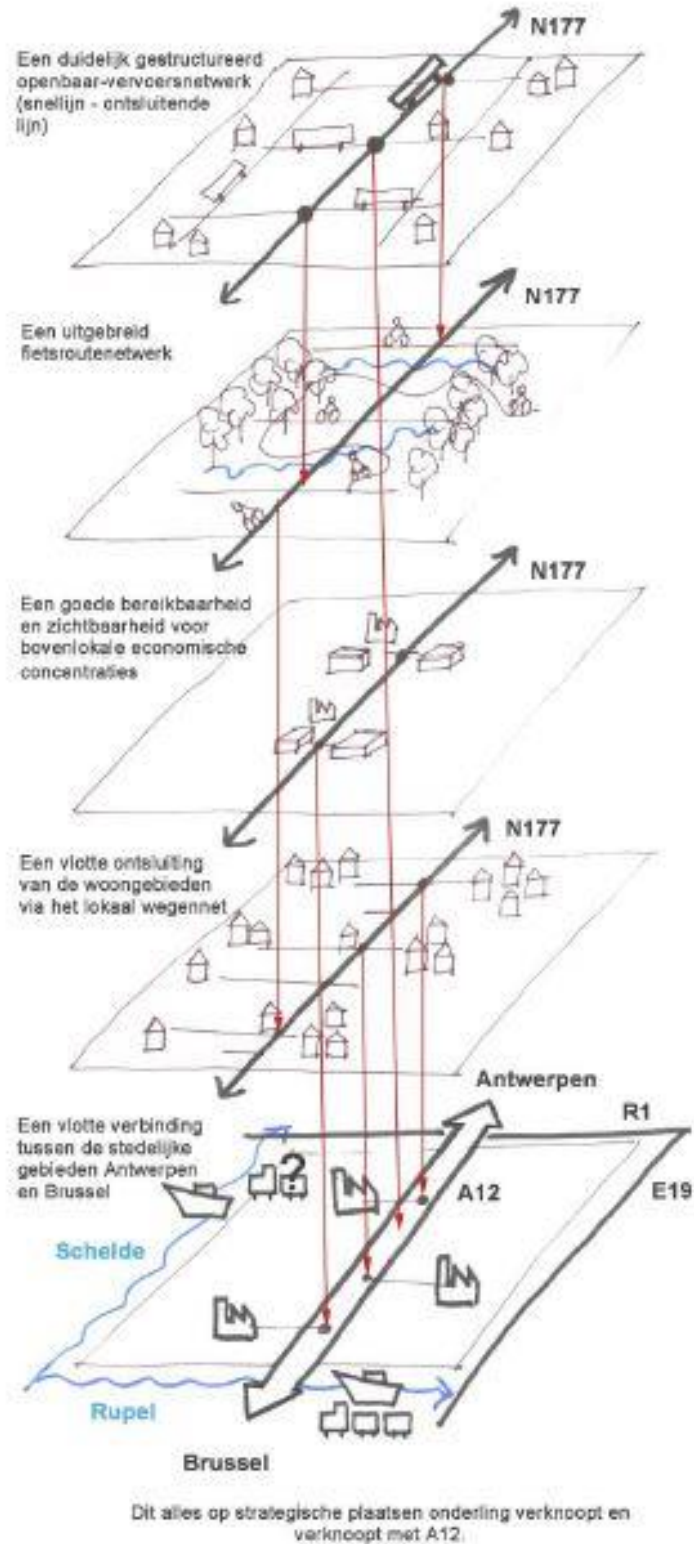 N177
Een duidelijk gestructureerd
openbaar-vervoersnetwerk
(snellijn - ontsluitende
lijn)
N177
Een uitgebreid
fietsroutenetwerk
N177
Een goede bereikbaarheid
en zichtbaarheid voor
bovenlokale economische
concentraties
N177
Een vlotte ontsluiting
van de woongebieden
via het lokaal wegennet
Antwerpen
Een vlotte verbinding
tussen de stedelijke
gebieden Antwerpen
en Brussel
R1
?
A12
E19
Schelde
Rupel
Brussel
Dit alles op strategische plaatsen onderling verknoopt en
verknoopt met A12.